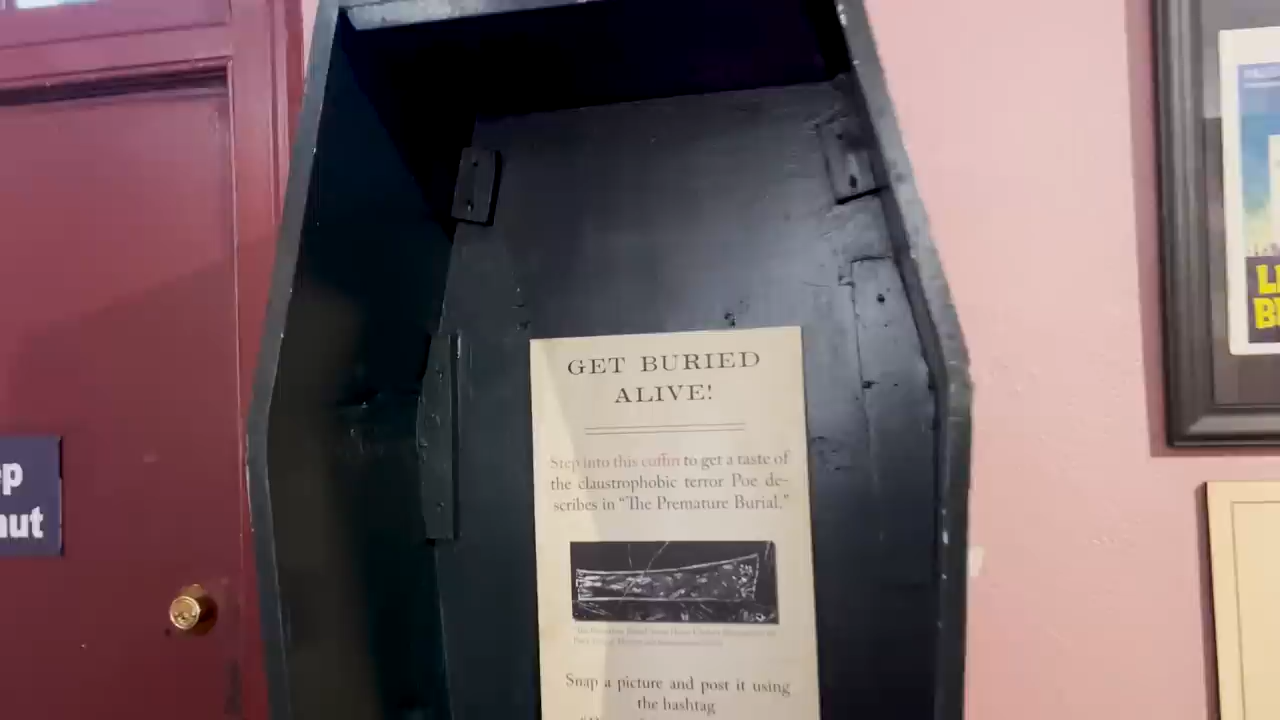 GET BURIED
ALIVE!
Step into this coffin to get a taste of
the claustrophobic terror Poe de-
scribes in “The Premature Burial.”
Snap a picture and post it using
the hashtag
p
nut
L
B